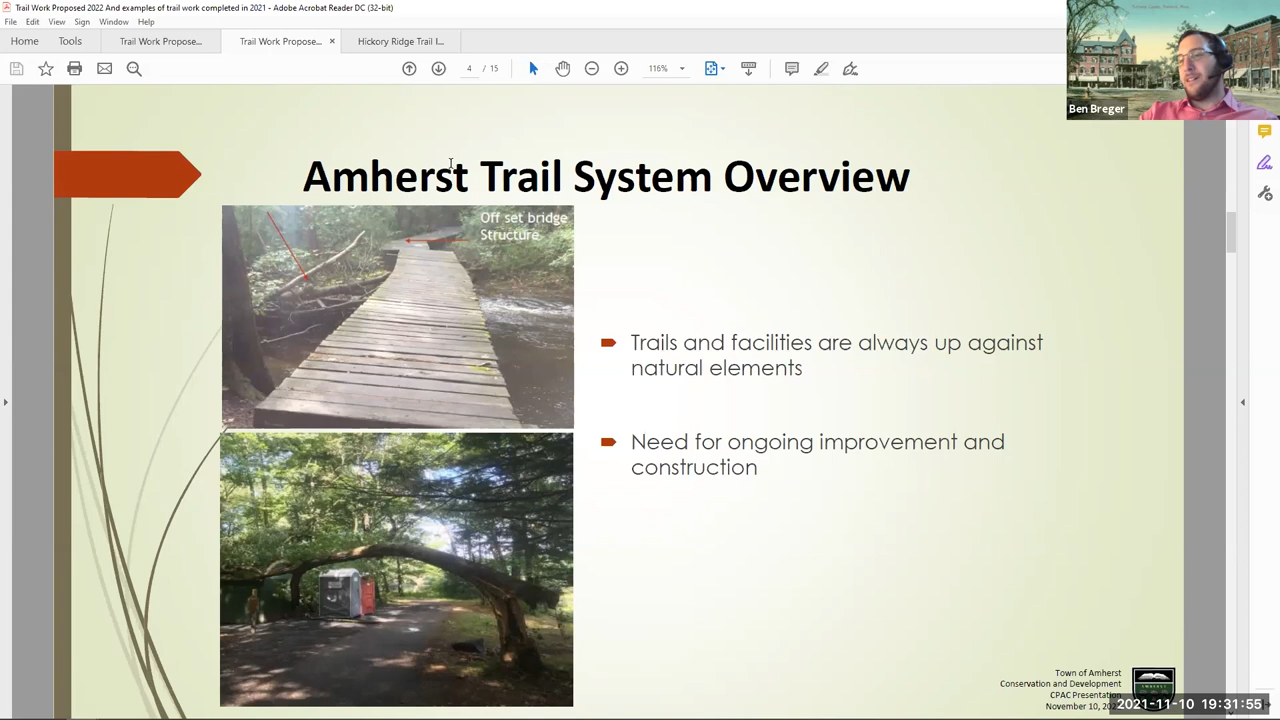 Trail Work Proposed 2022 And examples of trail work completed in 2021 - Adobe Acrobat Reader DC (32-bit)
File Edit View Sign Window Help
Home Tools Trail Work Propose... Trail Work Propose... × Hickory Ridge Trail I...
4 / 15 116%
Ben Breger
Amherst Trail System Overview
Off set bridge
Structure
Trails and facilities are always up against
natural elements
Need for ongoing improvement and
construction
Town of Amherst
Conservation and Development
CPAC Presentation
November 10,
2021-11-10 19:31:55